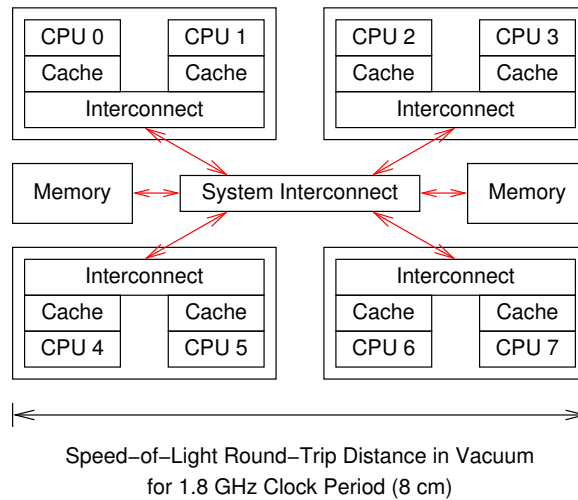 CPU 0 CPU 1 CPU 2 CPU 3
Cache Cache Cache Cache
Interconnect Interconnect
Memory System Interconnect Memory
Interconnect Interconnect
Cache Cache Cache Cache
CPU 4 CPU 5 CPU 6 CPU 7
Speed−of−Light Round−Trip Distance in Vacuum
for 1.8 GHz Clock Period (8 cm)